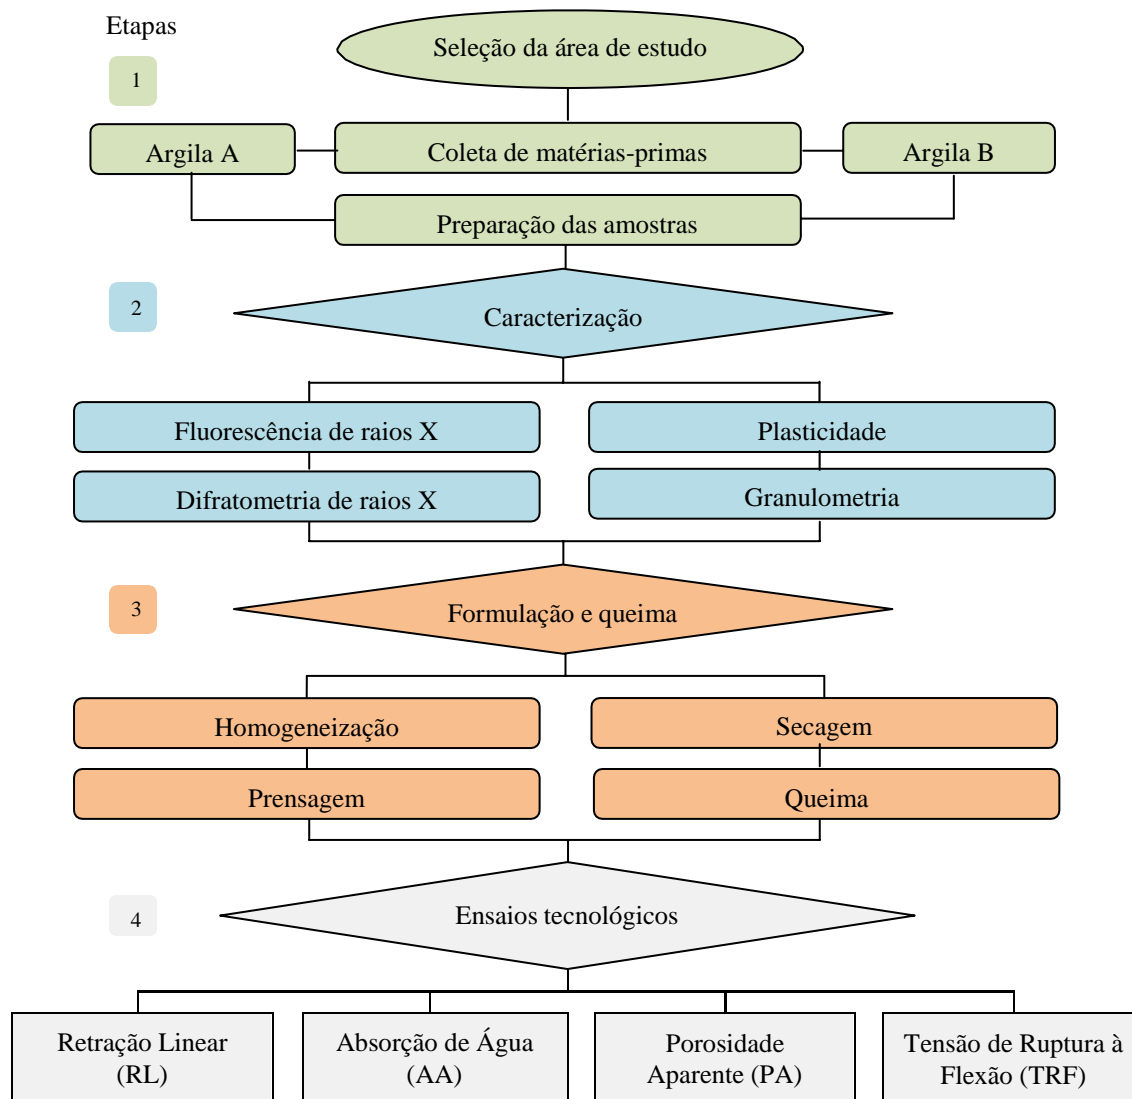 Etapas
Seleção da área de estudo
1
Argila A
Coleta de matérias-primas
Argila B
Preparação das amostras
2
Caracterização
Fluorescência de raios X
Plasticidade
Difratometria de raios X
Granulometria
3
Formulação e queima
Homogeneização
Secagem
Prensagem
Queima
4
Ensaios tecnológicos
Retração Linear
(RL)
Absorção de Água
(AA)
Porosidade
Aparente (PA)
Tensão de Ruptura à
Flexão (TRF)